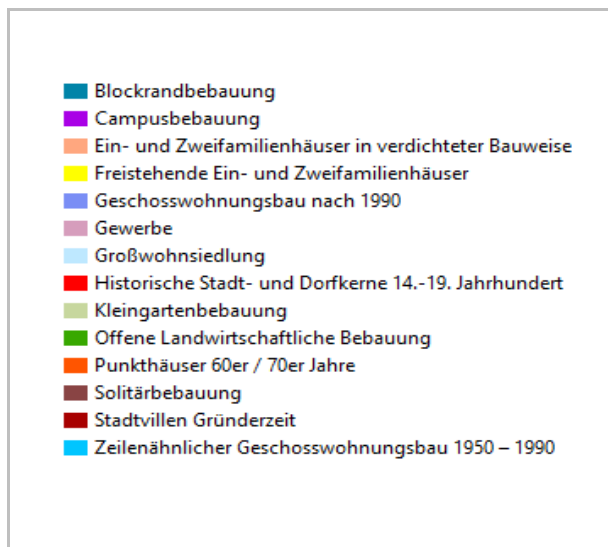 Blockrandbebauung
Campusbebauung
Ein- und Zweifamilienhäuser in verdichteter Bauweise
Freistehende Ein- und Zweifamilienhäuser
Geschosswohnungsbau nach 1990
Gewerbe
Großwohnsiedlung
Historische Stadt- und Dorfkerne 14.-19. Jahrhundert
Kleingartenbebauung
Offene Landwirtschaftliche Bebauung
Punkthäuser 60er / 70er Jahre
Solitärbebauung
Stadtvillen Gründerzeit
Zeilenähnlicher Geschosswohnungsbau 1950 – 1990